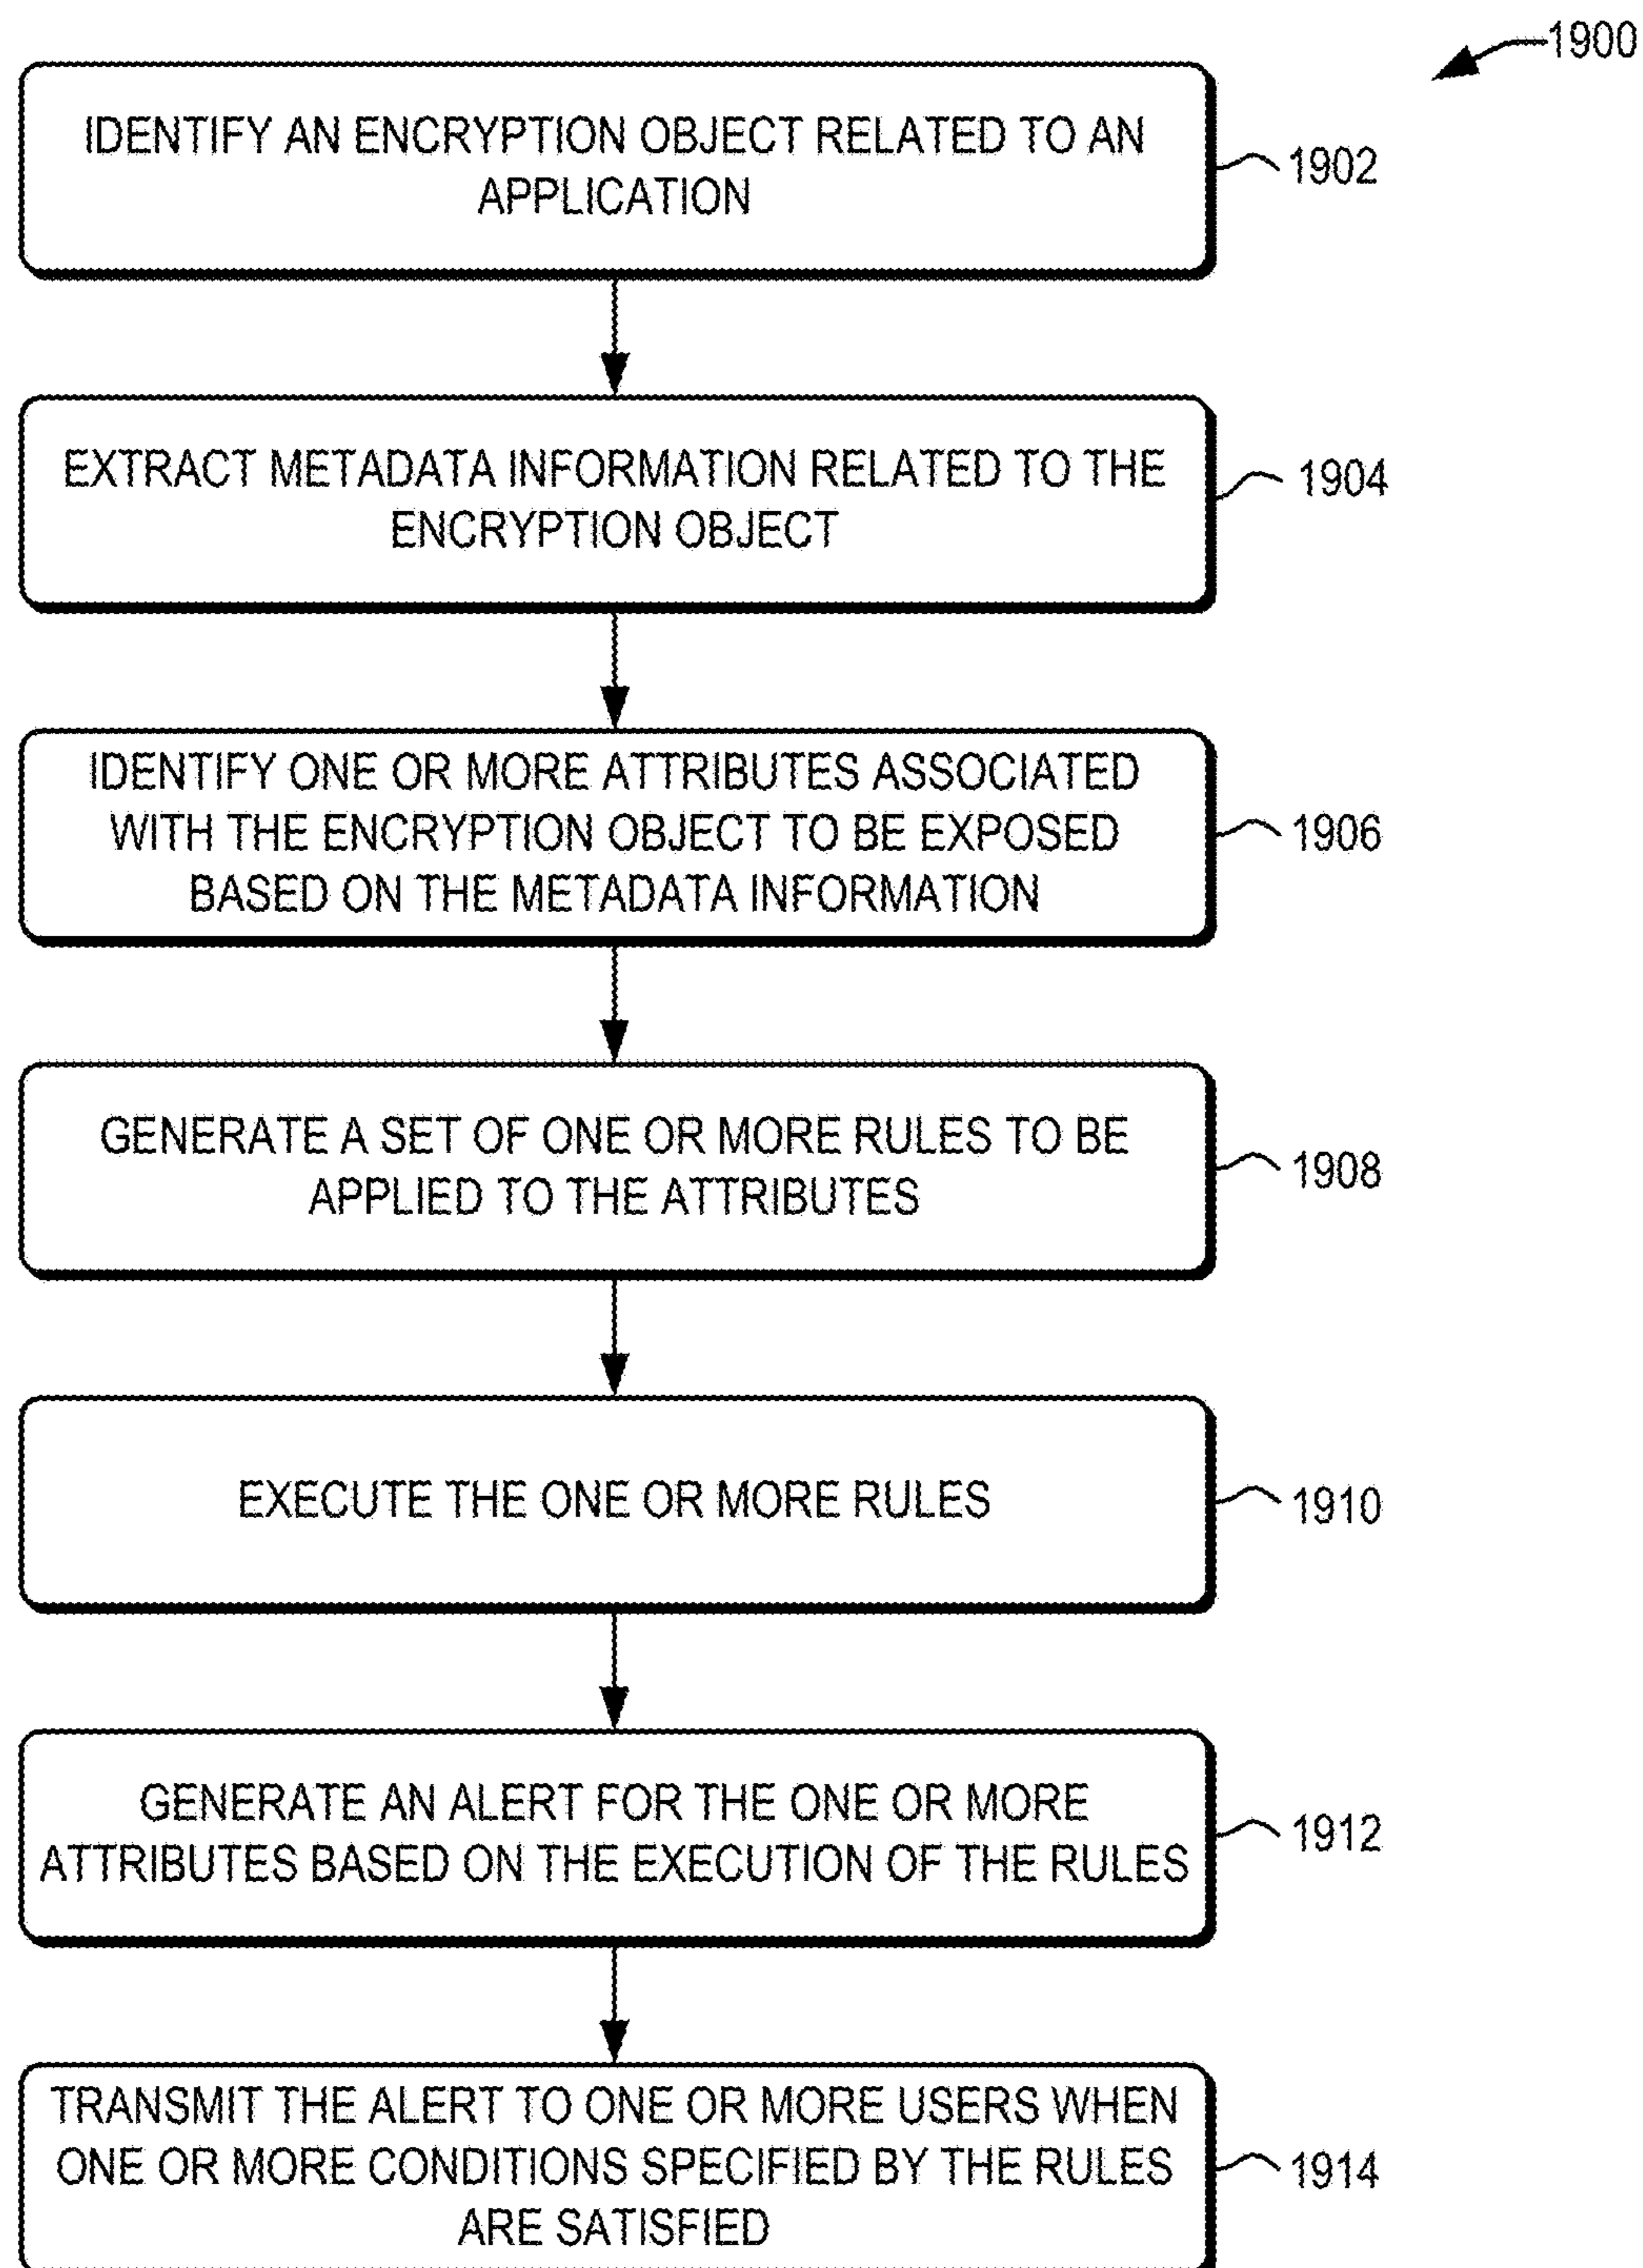 1900
IDENTIFY AN ENCRYPTION OBJECT RELATED TO AN
APPLICATION
1902
EXTRACT METADATA INFORMATION RELATED TO THE
ENCRYPTION OBJECT
1904
IDENTIFY ONE OR MORE ATTRIBUTES ASSOCIATED
WITH THE ENCRYPTION OBJECT TO BE EXPOSED
BASED ON THE METADATA INFORMATION
1906
GENERATE A SET OF ONE OR MORE RULES TO BE
APPLIED TO THE ATTRIBUTES
1908
EXECUTE THE ONE OR MORE RULES
1910
GENERATE AN ALERT FOR THE ONE OR MORE
ATTRIBUTES BASED ON THE EXECUTION OF THE RULES
1912
TRANSMIT THE ALERT TO ONE OR MORE USERS WHEN
ONE OR MORE CONDITIONS SPECIFIED BY THE RULES
ARE SATISFIED
1914